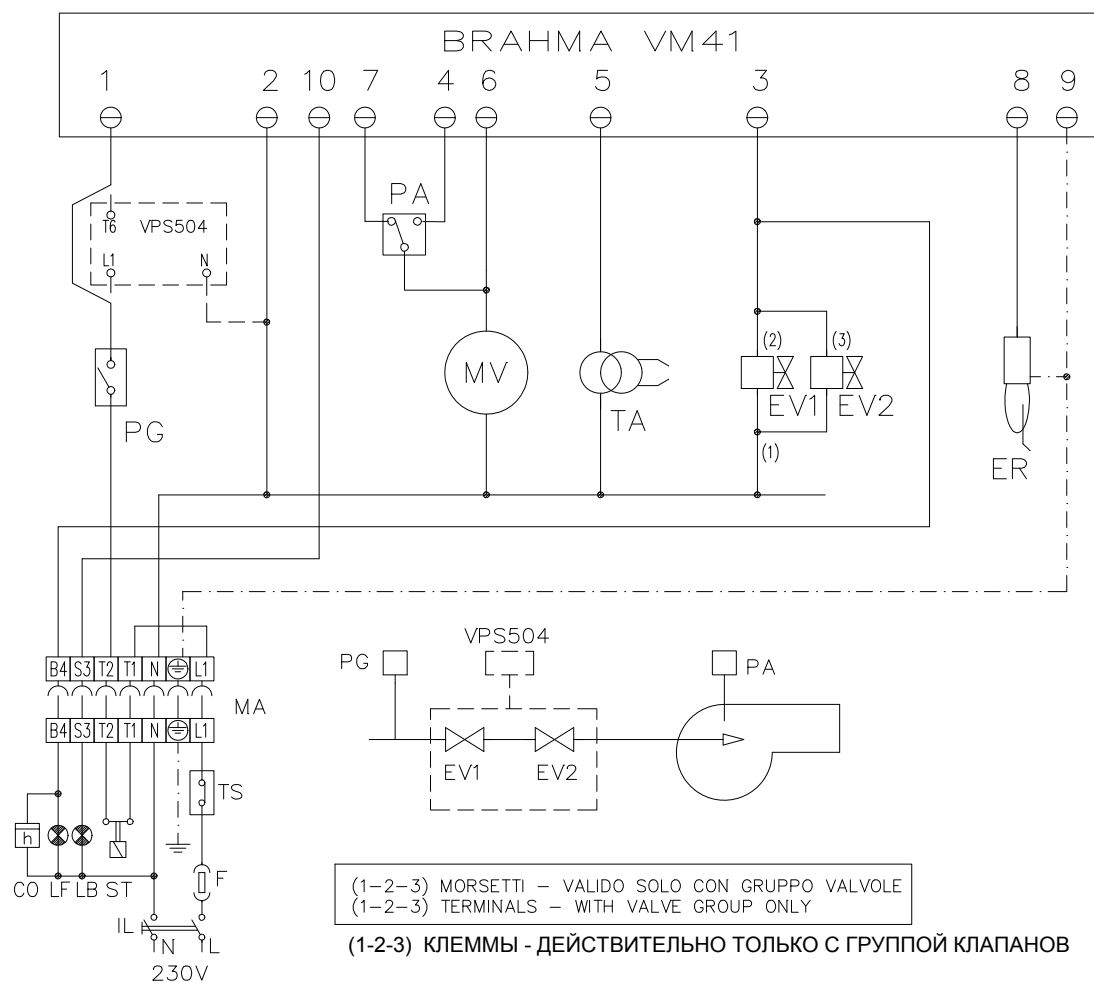 BRAHMA VM41
1 2 10 7 4 6 5 3 8 9
PA
T6 VPS504
L1 N
(2) (3)
MV
EV1 EV2
TA
PG
(1)
ER
VPS504
B4 S3 T2 T1 N L1
PG
PA
MA
B4 S3 T2 T1 N L1
EV1 EV2
TS
h
F
CO LF LB ST
(1-2-3) MORSETTI - VALIDO SOLO CON GRUPPO VALVOLE
(1-2-3) TERMINALS - WITH VALVE GROUP ONLY
IL
N L
(1-2-3) КЛЕММЫ - ДЕЙСТВИТЕЛЬНО ТОЛЬКО С ГРУППОЙ КЛАПАНОВ
230V